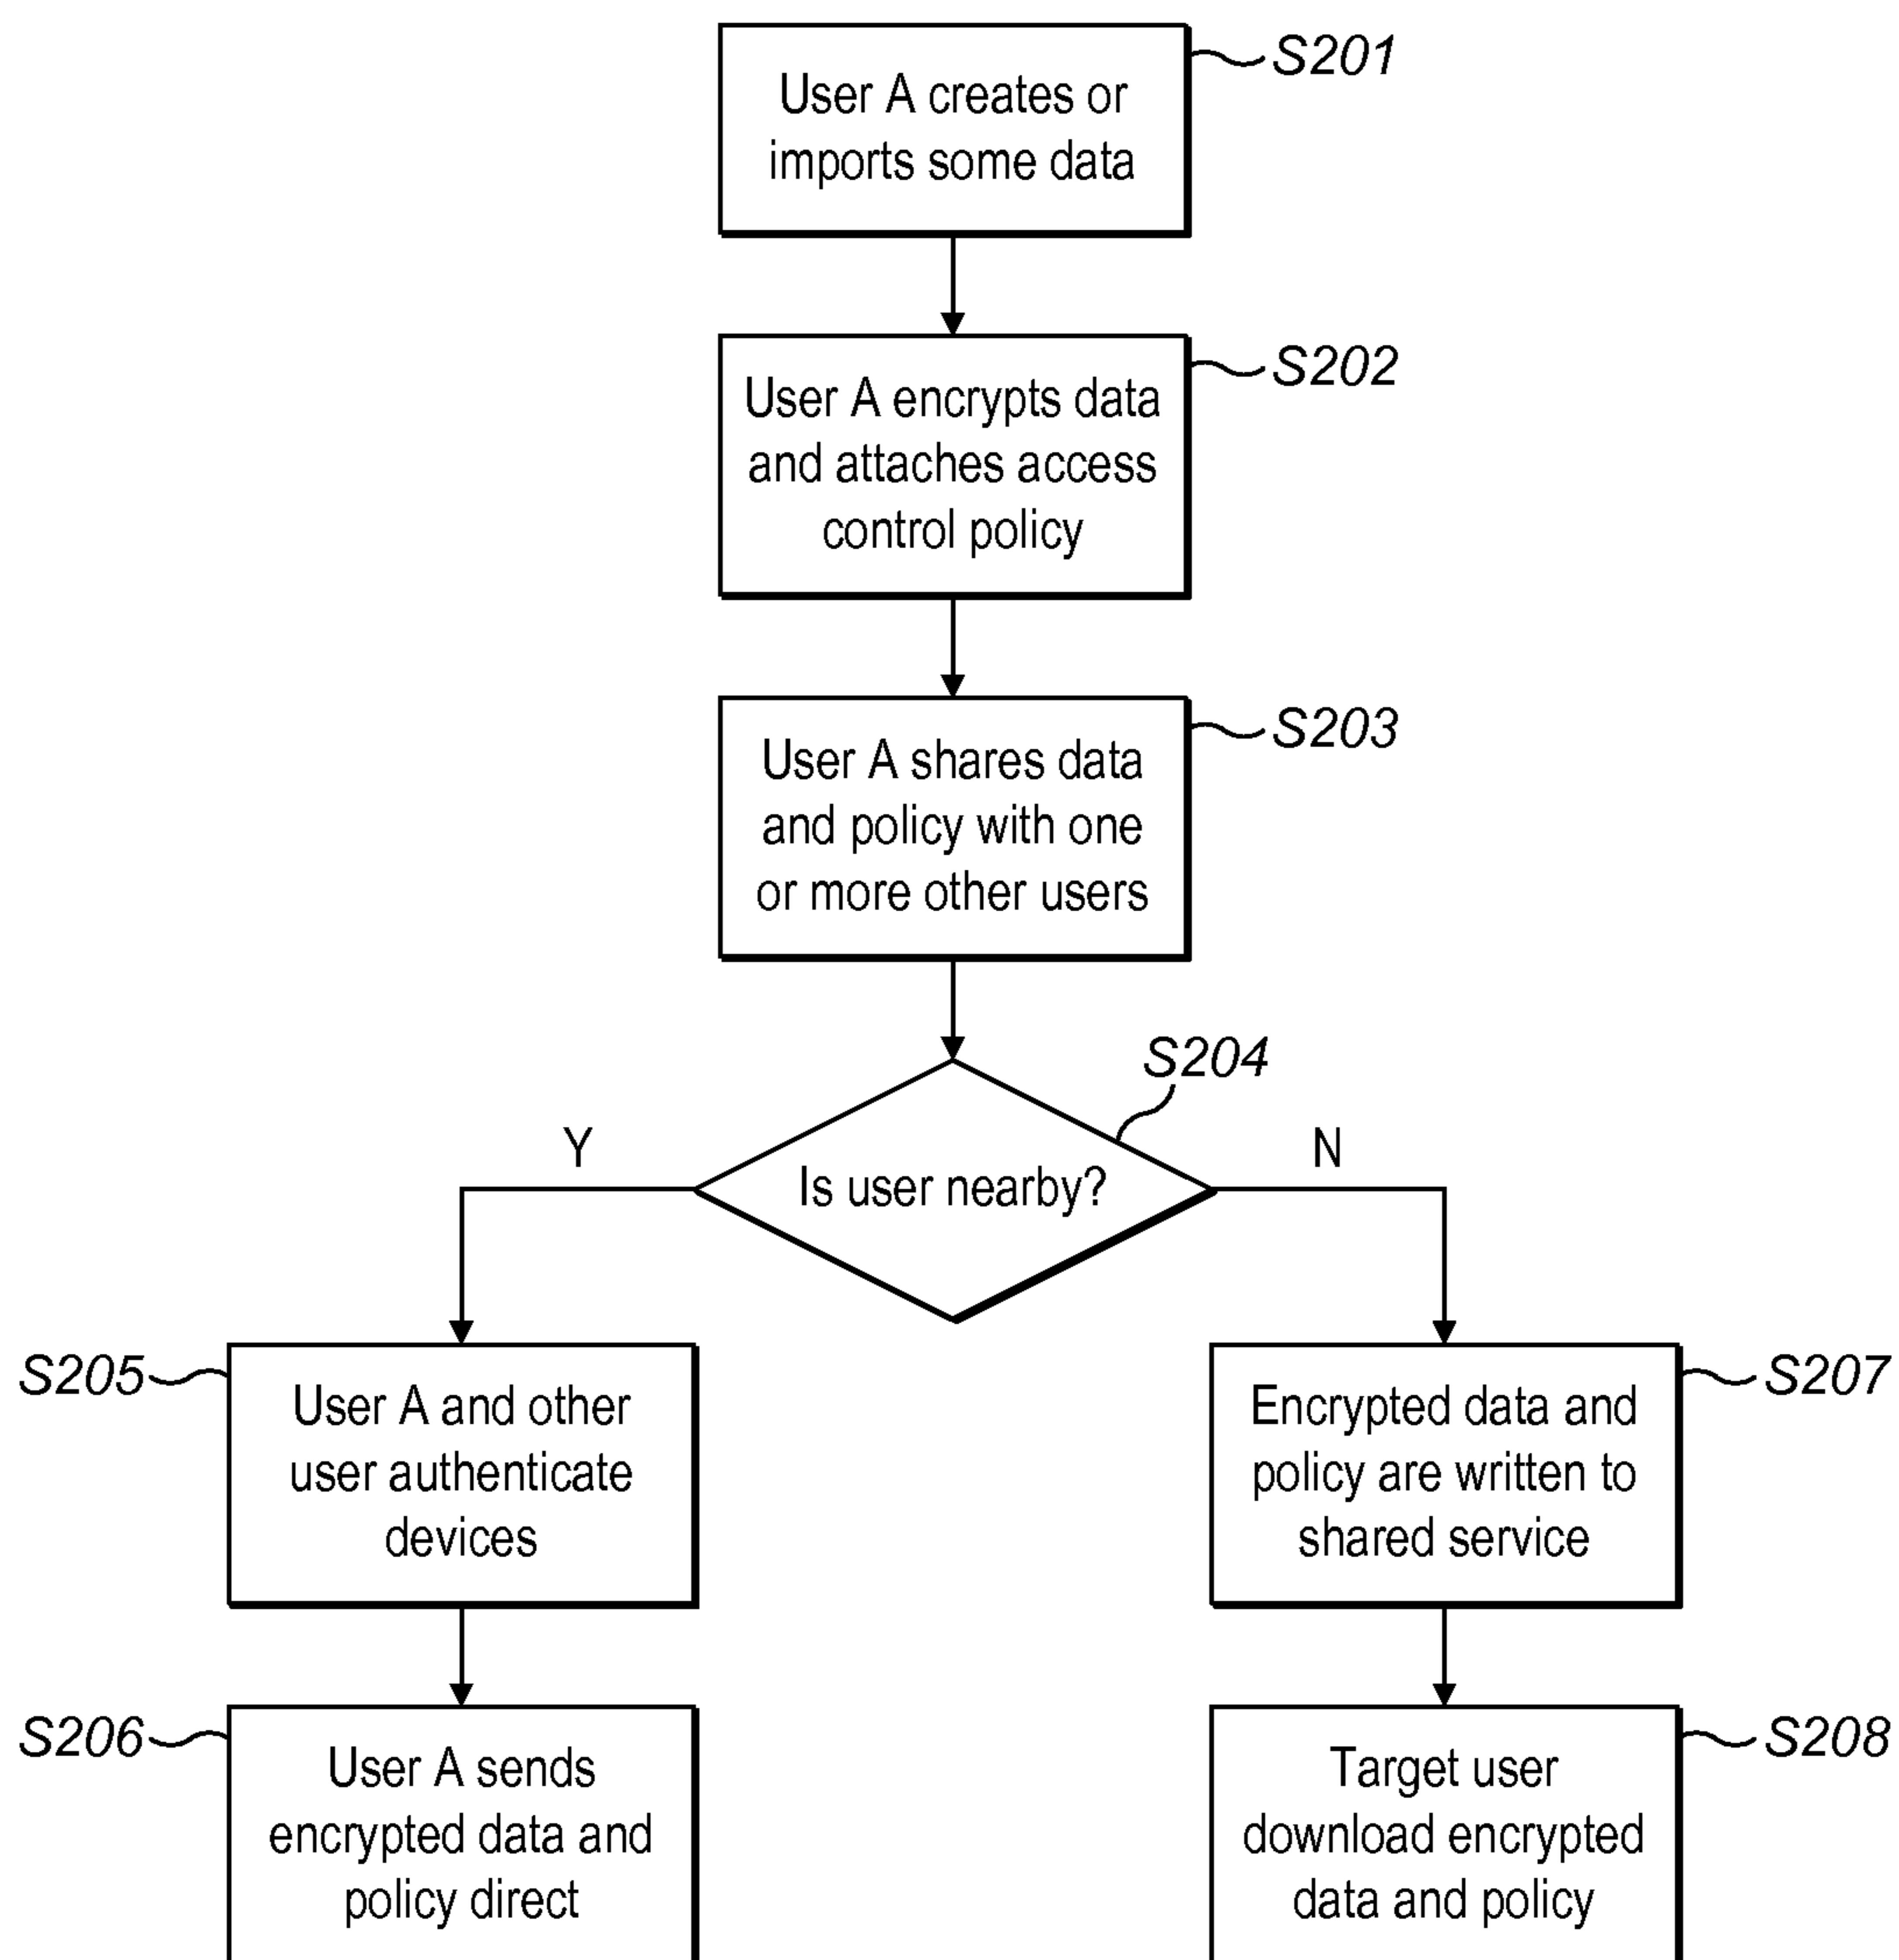 User A creates or
imports some data
S201
User A encrypts data
and attaches access
control policy
S202
User A shares data
and policy with one
or more other users
S203
Is user nearby?
S204
Y
N
S205
User A and other
user authenticate
devices
S206
User A sends
encrypted data and
policy direct
Encrypted data and
policy are written to
shared service
S207
Target user
download encrypted
data and policy
S208